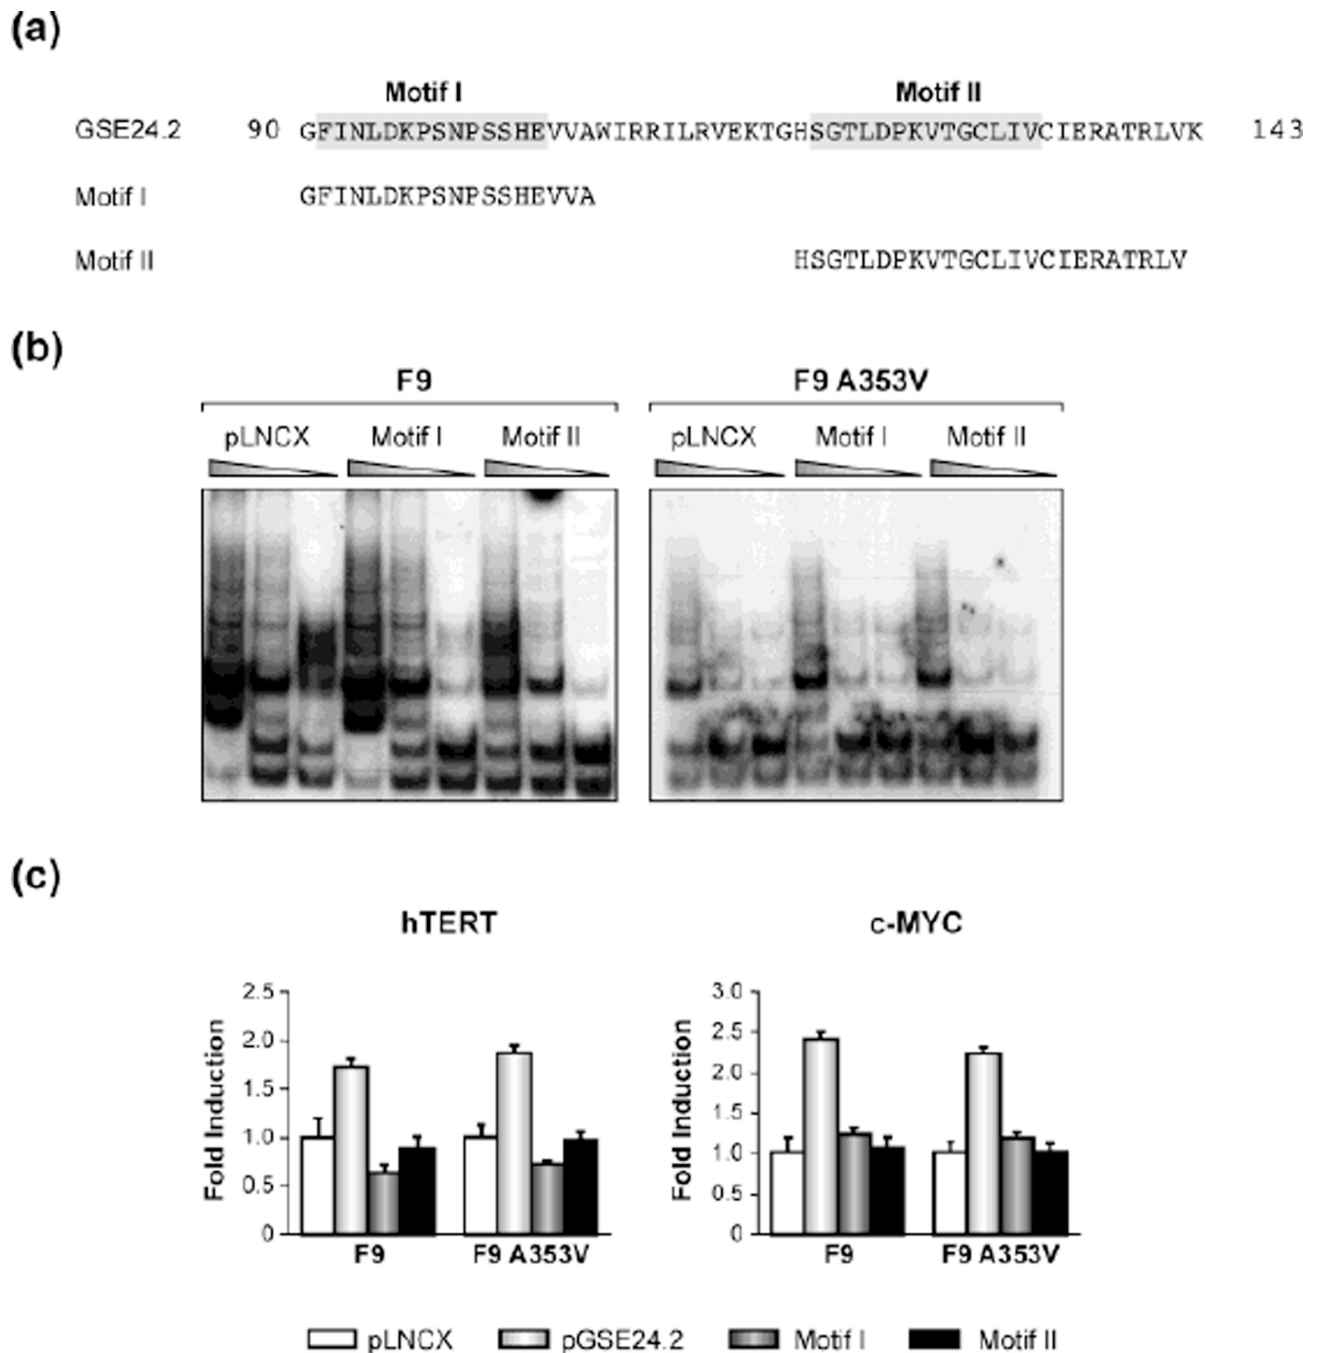 (a)
Motif I Motif II
GSE24.2 90 GFINLDKPSNPSSHEVVAWIRRILRVEKTGHSGTLDPKVTGCLIVCIERATRLVK 143
Motif I GFINLDKPSNPSSHEVVA
Motif II HSGTLDPKVTGCLIVCIERATRLV
(b)
F9 F9 A353V
pLNCX Motif I Motif II pLNCX Motif I Motif II
(c)
hTERT c-MYC
Fold Induction
2.5
2.0
1.5
1.0
0.5
0
F9 F9 A353V
Fold Induction
3.0
2.5
2.0
1.5
1.0
0.5
0
F9 F9 A353V
pLNCX pGSE24.2 Motif I Motif II